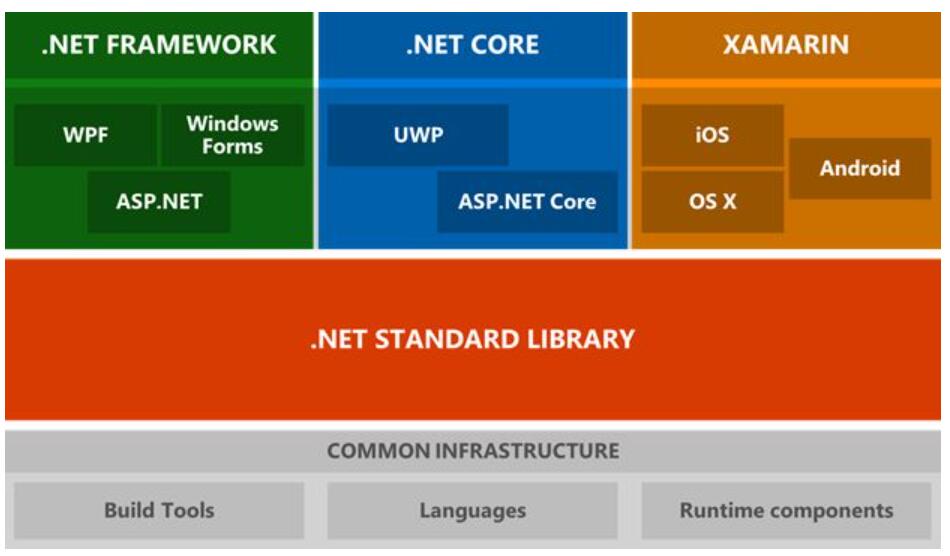 .NET FRAMEWORK
WPF
Windows
Forms
ASP.NET
.NET CORE
UWP
ASP.NET Core
XAMARIN
iOS
Android
OS X
.NET STANDARD LIBRARY
COMMON INFRASTRUCTURE
Build Tools
Languages
Runtime components